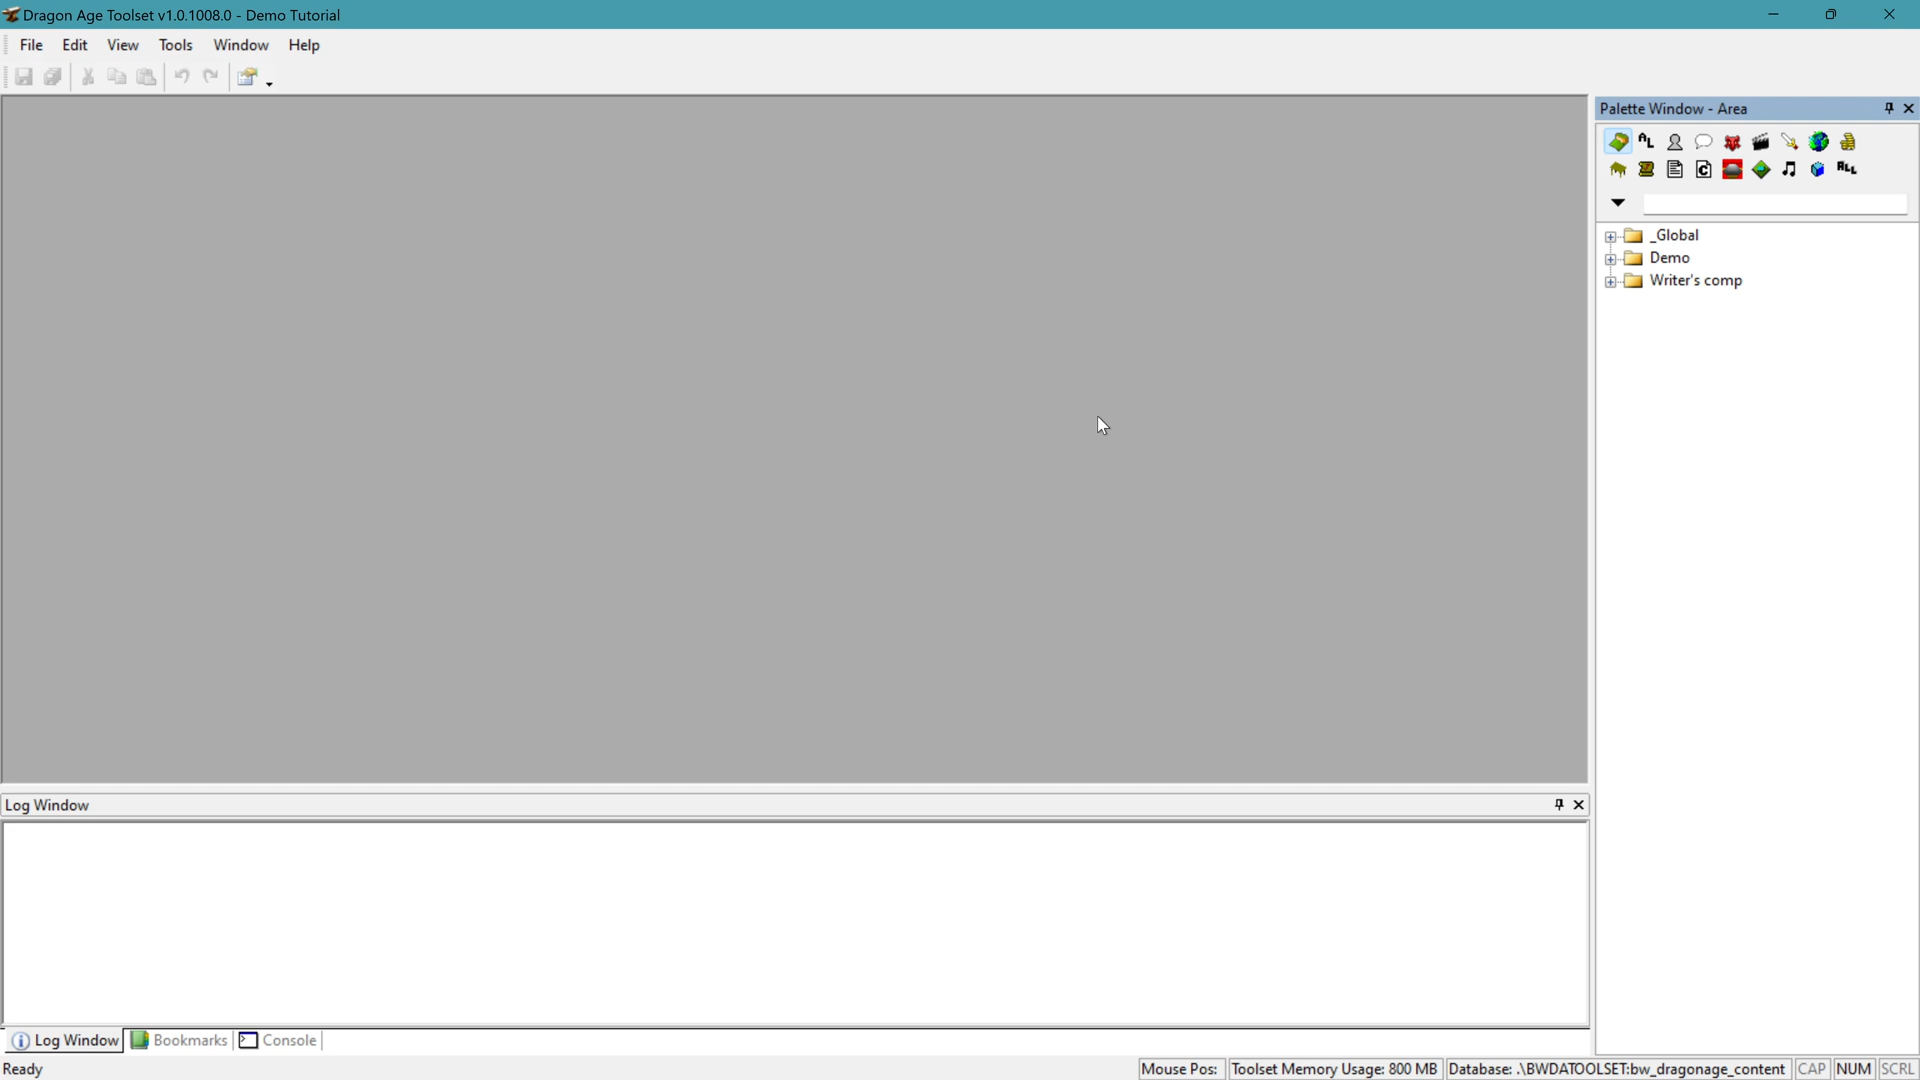 Dragon Age Toolset v1.0.1008.0 - Demo Tutorial
File Edit View Tools Window Help
Palette Window - Area
AL
C
ALL
_Global
Demo
Writer's comp
Log Window
Log Window Bookmarks Console
Ready Mouse Pos: Toolset Memory Usage: 800 MB Database: .\BWDATOOLSET:bw_dragonage_content CAP NUM SCRL